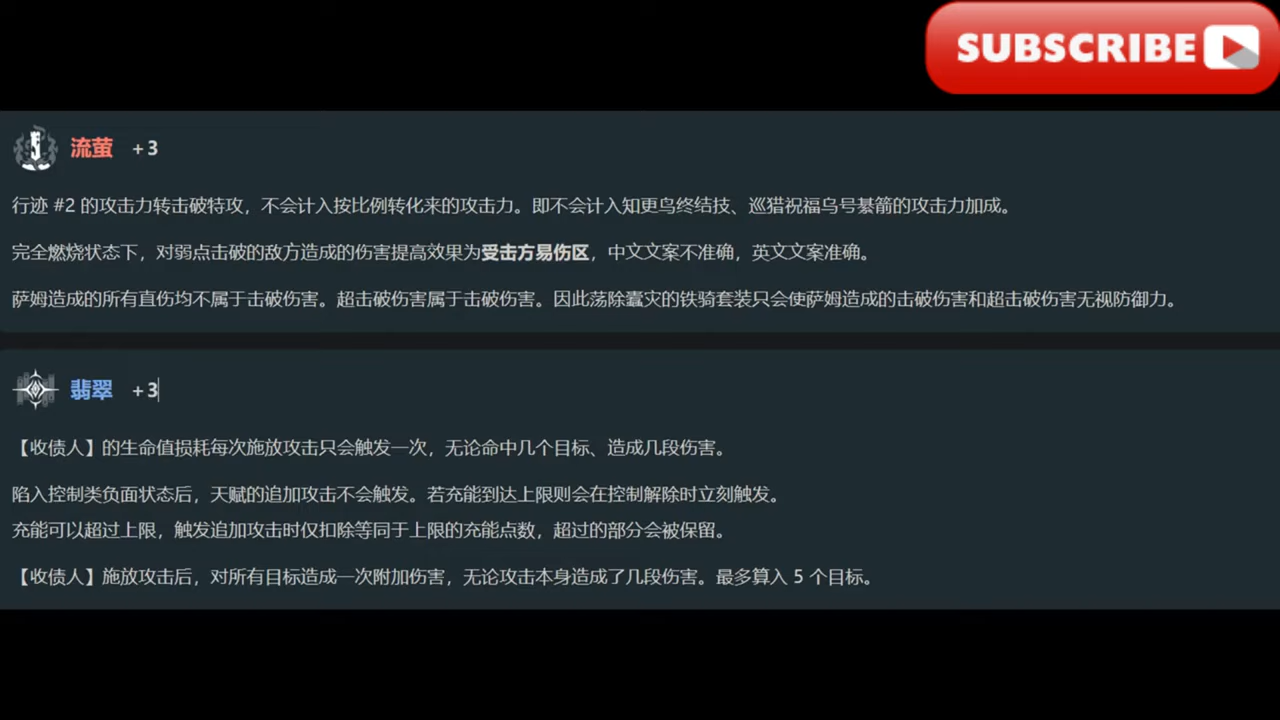 SUBSCRIBE
流萤 +3
行迹 #2 的攻击力转击破特攻，不会计入按比例转化来的攻击力。即不会计入知更鸟终结技、巡猎祝福乌号綦箭的攻击力加成。
完全燃烧状态下，对弱点击破的敌方造成的伤害提高效果为受击方易伤区，中文文案不准确，英文文案准确。
萨姆造成的所有直伤均不属于击破伤害。超击破伤害属于击破伤害。因此荡除蠹灾的铁骑套装只会使萨姆造成的击破伤害和超击破伤害无视防御力。
翡翠 +3
【收债人】的生命值损耗每次施放攻击只会触发一次，无论命中几个目标、造成几段伤害。
陷入控制类负面状态后，天赋的追加攻击不会触发。若充能到达上限则会在控制解除时立刻触发。
充能可以超过上限，触发追加攻击时仅扣除等同于上限的充能点数，超过的部分会被保留。
【收债人】施放攻击后，对所有目标造成一次附加伤害，无论攻击本身造成了几段伤害。最多算入 5 个目标。